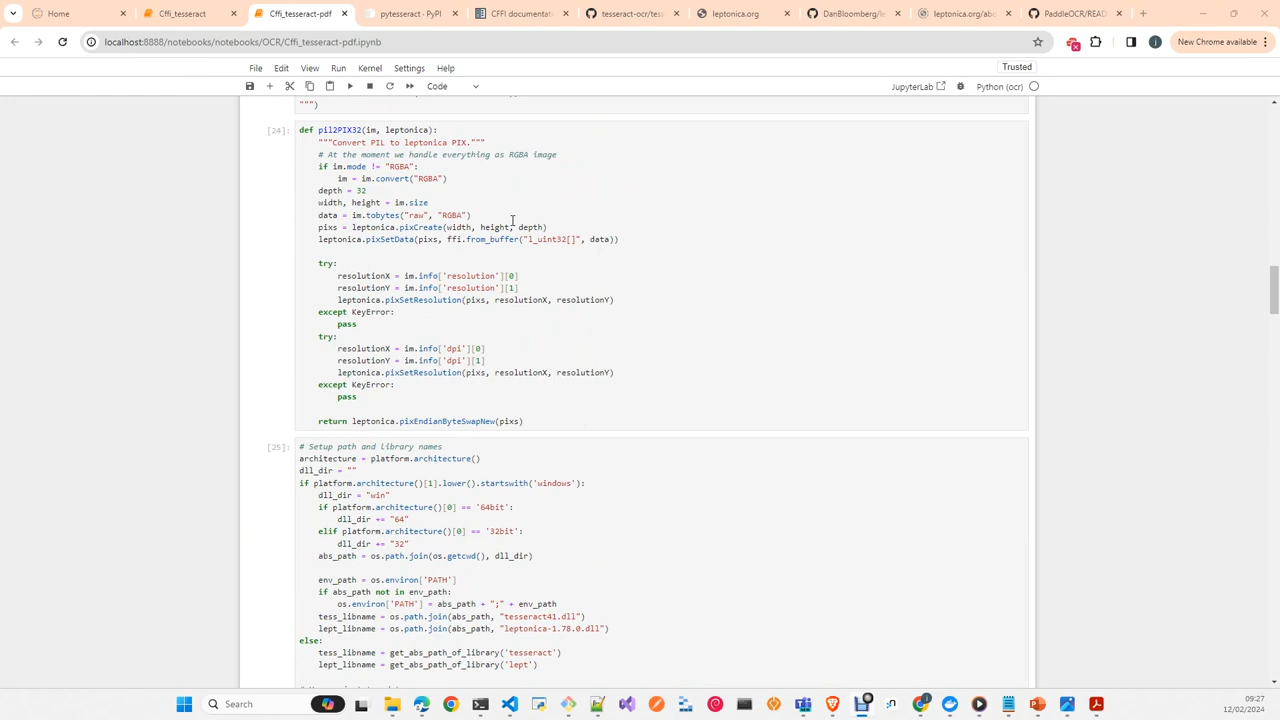 Home
Cffi_tesseract
Cffi_tesseract-pdf
pytesseract · PyPI
CFFI documentation
tesseract-ocr/tess
leptonica.org
DanBloomberg/le
leptonica.org/abo
PaddleOCR/READ
localhost:8888/notebooks/notebooks/OCR/Cffi_tesseract-pdf.ipynb
New Chrome available
File Edit View Run Kernel Settings Help
Trusted
Code
JupyterLab
Python (ocr)
""")
[24]:
def pil2PIX32(im, leptonica):
"""Convert PIL to leptonica PIX."""
# At the moment we handle everything as RGBA image
if im.mode != "RGBA":
im = im.convert("RGBA")
depth = 32
width, height = im.size
data = im.tobytes("raw", "RGBA")
pixs = leptonica.pixCreate(width, height, depth)
leptonica.pixSetData(pixs, ffi.from_buffer("l_uint32[]", data))
try:
resolutionX = im.info['resolution'][0]
resolutionY = im.info['resolution'][1]
leptonica.pixSetResolution(pixs, resolutionX, resolutionY)
except KeyError:
pass
try:
resolutionX = im.info['dpi'][0]
resolutionY = im.info['dpi'][1]
leptonica.pixSetResolution(pixs, resolutionX, resolutionY)
except KeyError:
pass
return leptonica.pixEndianByteSwapNew(pixs)
[25]:
# Setup path and library names
architecture = platform.architecture()
dll_dir = ""
if platform.architecture()[1].lower().startswith('windows'):
dll_dir = "win"
if platform.architecture()[0] == '64bit':
dll_dir += "64"
elif platform.architecture()[0] == '32bit':
dll_dir += "32"
abs_path = os.path.join(os.getcwd(), dll_dir)
env_path = os.environ['PATH']
if abs_path not in env_path:
os.environ['PATH'] = abs_path + ";" + env_path
tess_libname = os.path.join(abs_path, "tesseract41.dll")
lept_libname = os.path.join(abs_path, "leptonica-1.78.0.dll")
else:
tess_libname = get_abs_path_of_library('tesseract')
lept_libname = get_abs_path_of_library('lept')
Search
09:27
12/02/2024